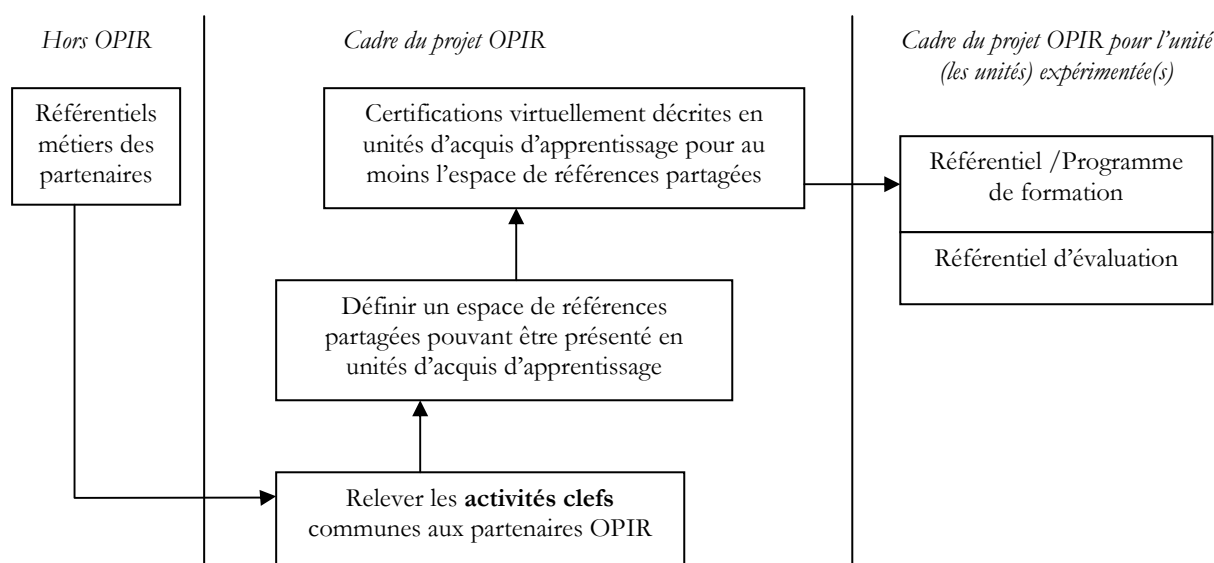 Hors OPIR
Cadre du projet OPIR
Cadre du projet OPIR pour l’unité
(les unités) expérimentée(s)
Référentiels
métiers des
partenaires
Certifications virtuellement décrites en
unités d’acquis d’apprentissage pour au
moins l’espace de références partagées
Référentiel /Programme
de formation
Référentiel d’évaluation
Définir un espace de références
partagées pouvant être présenté en
unités d’acquis d’apprentissage
Relever les activités clefs
communes aux partenaires OPIR